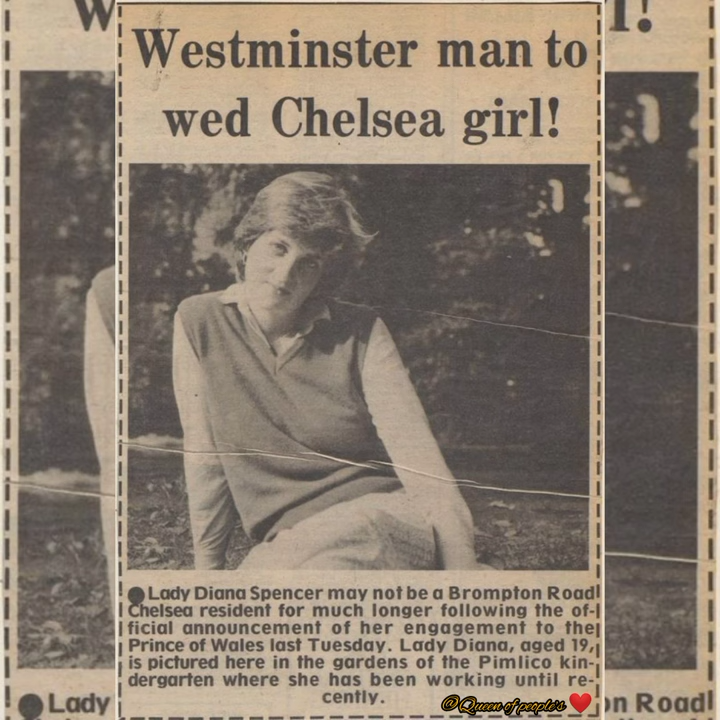 Westminster man to
wed Chelsea girl!
Lady Diana Spencer may not be a Brompton Road
Chelsea resident for much longer following the of-
ficial announcement of her engagement to the
Prince of Wales last Tuesday. Lady Diana, aged 19,
is pictured here in the gardens of the Pimlico kin-
dergarten where she has been working until re-
cently.
@Queen of people's
W
l!
Lady
on Road